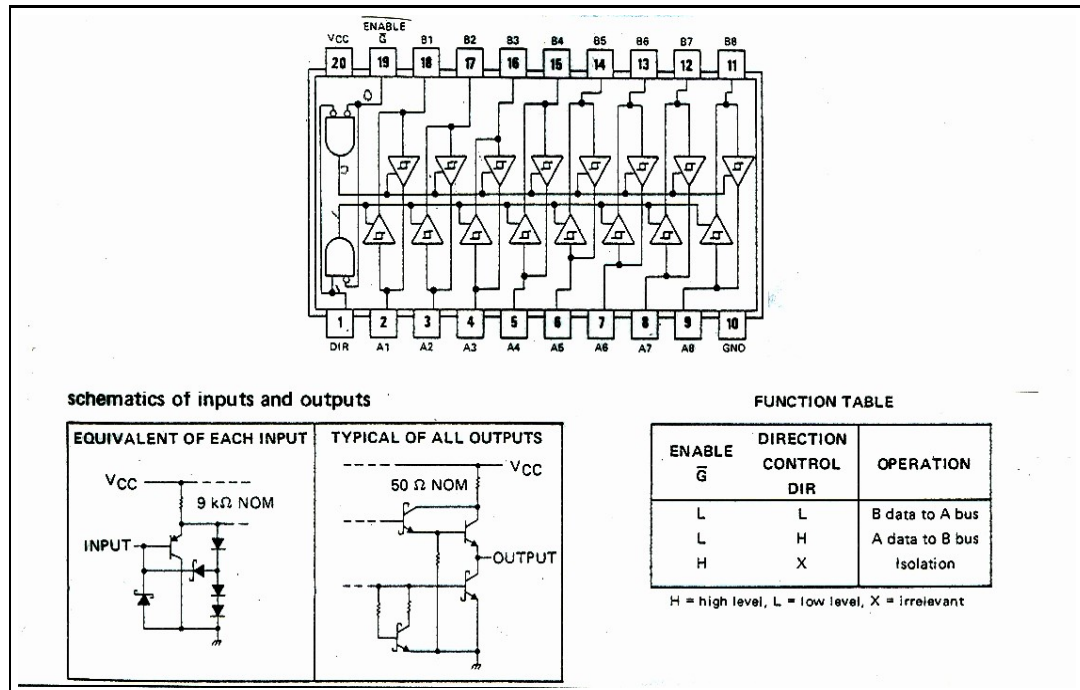 ENABLE
VCC G̅ B1 B2 B3 B4 B5 B6 B7 B8
20 19 18 17 16 15 14 13 12 11
1 2 3 4 5 6 7 8 9 10
DIR A1 A2 A3 A4 A5 A6 A7 A8 GND
schematics of inputs and outputs
EQUIVALENT OF EACH INPUT
VCC
9 kΩ NOM
INPUT
TYPICAL OF ALL OUTPUTS
VCC
50 Ω NOM
OUTPUT
FUNCTION TABLE
ENABLE G̅ DIRECTION CONTROL DIR OPERATION
L L B data to A bus
L H A data to B bus
H X Isolation
H = high level, L = low level, X = irrelevant